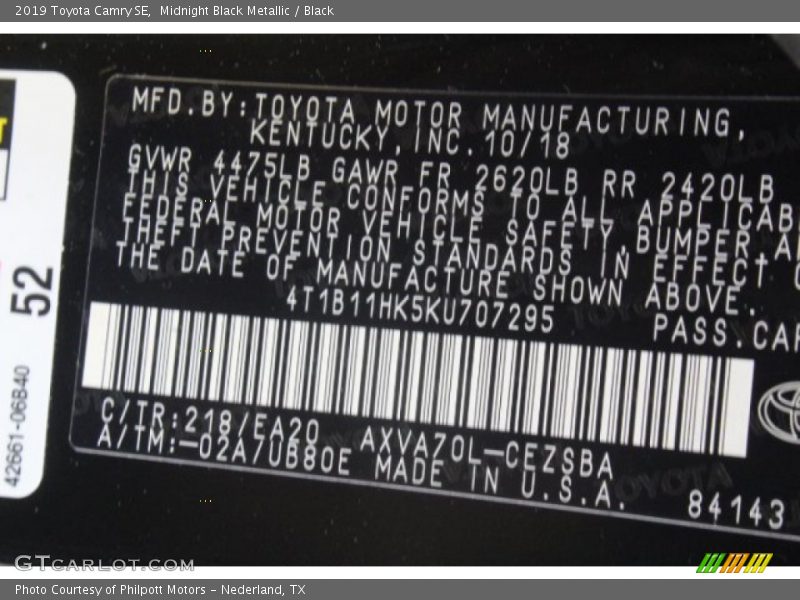 2019 Toyota Camry SE,  Midnight Black Metallic / Black
MFD.BY:TOYOTA MOTOR MANUFACTURING,
KENTUCKY,INC.10/18
GVWR 4475LB GAWR FR 2620LB RR 2420LB
THIS VEHICLE CONFORMS TO ALL APPLICAB
FEDERAL MOTOR VEHICLE SAFETY,BUMPER,A
THEFT PREVENTION STANDARDS IN EFFECT O
THE DATE OF MANUFACTURE SHOWN ABOVE.
4T1B11HK5KU707295
PASS.CAR
C/TR:218/EA20 AXVA70L-CEZSBA
A/TM:-02A/UB80E MADE IN U.S.A.
84143
52
42661-06B40
GTCARLOT.COM
Photo Courtesy of Philpott Motors - Nederland, TX